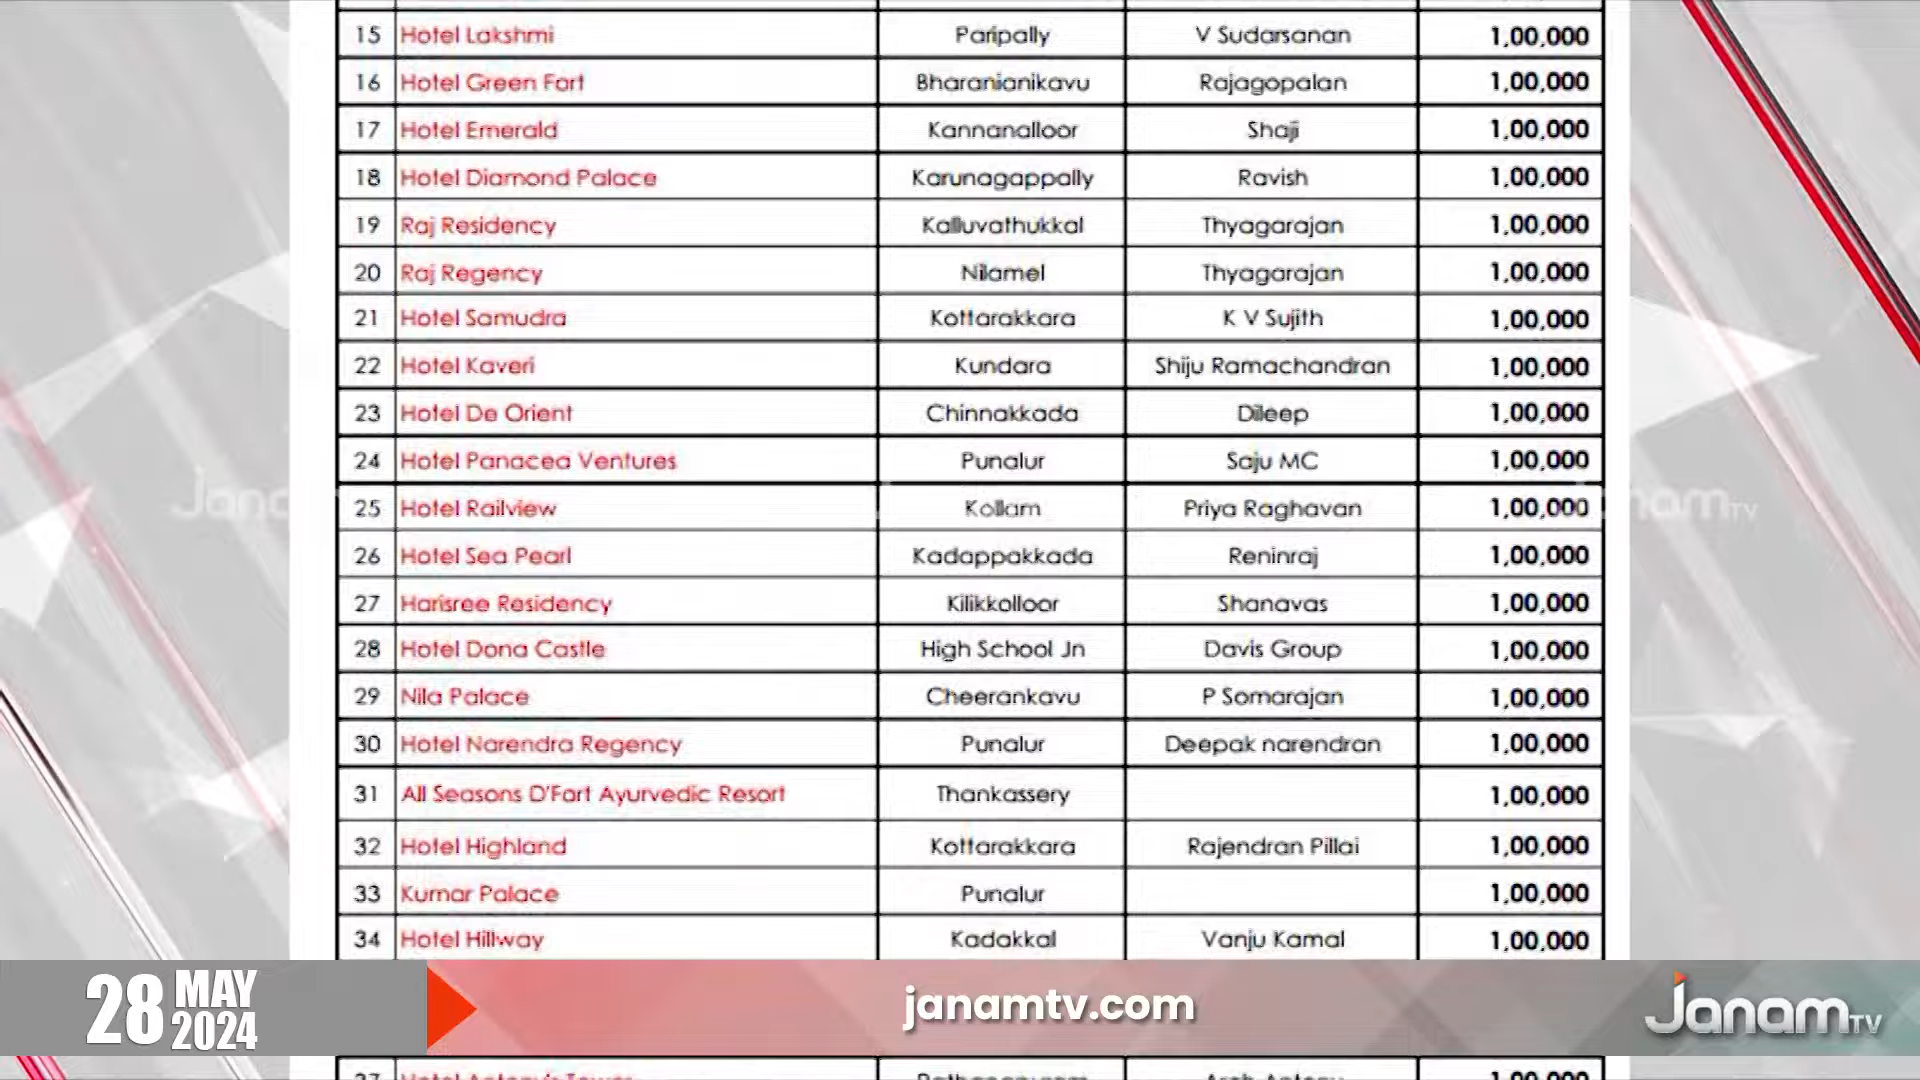 15 Hotel Lakshmi Paripally V Sudarsanan 1,00,000
16 Hotel Green Fort Bharanianikavu Rajagopalan 1,00,000
17 Hotel Emerald Kannanalloor Shaji 1,00,000
18 Hotel Diamond Palace Karunagappally Ravish 1,00,000
19 Raj Residency Kalluvathukkal Thyagarajan 1,00,000
20 Raj Regency Nilamel Thyagarajan 1,00,000
21 Hotel Samudra Kottarakkara K V Sujith 1,00,000
22 Hotel Kaveri Kundara Shiju Ramachandran 1,00,000
23 Hotel De Orient Chinnakkada Dileep 1,00,000
24 Hotel Panacea Ventures Punalur Saju MC 1,00,000
25 Hotel Railview Kollam Priya Raghavan 1,00,000
26 Hotel Sea Pearl Kadappakkada Reninraj 1,00,000
27 Harisree Residency Kilikkolloor Shanavas 1,00,000
28 Hotel Dona Castle High School Jn Davis Group 1,00,000
29 Nila Palace Cheerankavu P Somarajan 1,00,000
30 Hotel Narendra Regency Punalur Deepak narendran 1,00,000
31 All Seasons D'Fort Ayurvedic Resort Thankassery 1,00,000
32 Hotel Highland Kottarakkara Rajendran Pillai 1,00,000
33 Kumar Palace Punalur 1,00,000
34 Hotel Hillway Kadakkal Vanju Kamal 1,00,000
28 MAY 2024
janamtv.com
Janam TV